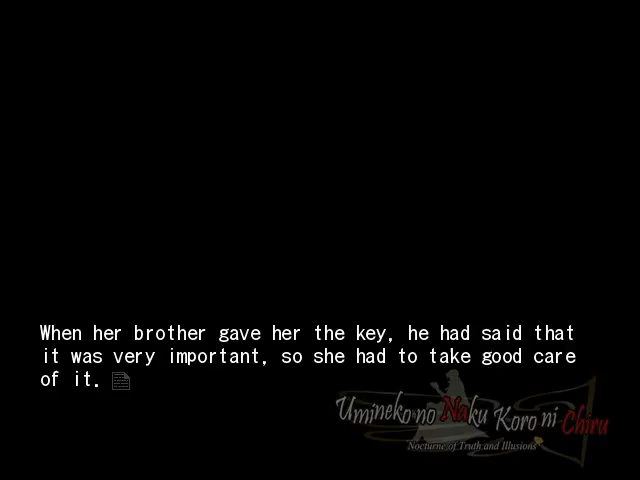 When her brother gave her the key, he had said that
it was very important, so she had to take good care
of it.
Umineko no Naku Koro ni Chiru
Nocturne of Truth and Illusions